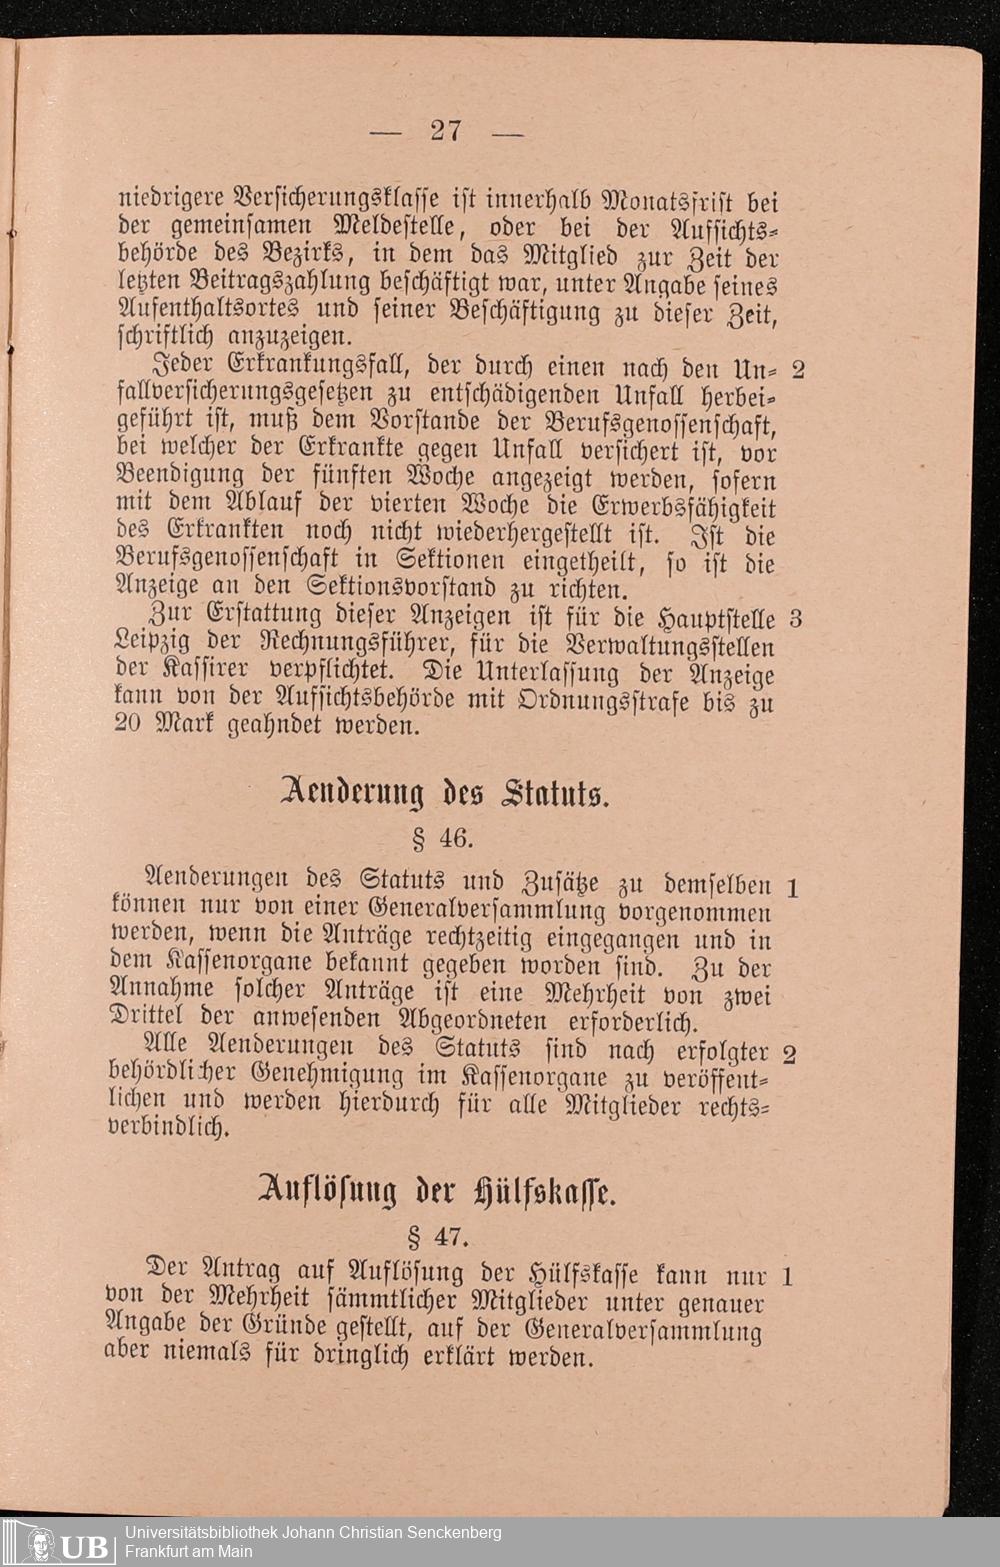 — 27 —
niedrigere Versicherungsklasse ist innerhalb Monatsfrist bei
der gemeinsamen Meldestelle, oder bei der Aufsichts-
behörde des Bezirks, in dem das Mitglied zur Zeit der
letzten Beitragszahlung beschäftigt war, unter Angabe seines
Aufenthaltsortes und seiner Beschäftigung zu dieser Zeit,
schriftlich anzuzeigen.
Jeder Erkrankungsfall, der durch einen nach den Un- 2
fallversicherungsgesetzen zu entschädigenden Unfall herbei-
geführt ist, muß dem Vorstande der Berufsgenossenschaft,
bei welcher der Erkrankte gegen Unfall versichert ist, vor
Beendigung der fünften Woche angezeigt werden, sofern
mit dem Ablauf der vierten Woche die Erwerbsfähigkeit
des Erkrankten noch nicht wiederhergestellt ist. Ist die
Berufsgenossenschaft in Sektionen eingetheilt, so ist die
Anzeige an den Sektionsvorstand zu richten.
Zur Erstattung dieser Anzeigen ist für die Hauptstelle 3
Leipzig der Rechnungsführer, für die Verwaltungsstellen
der Kassirer verpflichtet. Die Unterlassung der Anzeige
kann von der Aufsichtsbehörde mit Ordnungsstrafe bis zu
20 Mark geahndet werden.
Aenderung des Statuts.
§ 46.
Aenderungen des Statuts und Zusätze zu demselben 1
können nur von einer Generalversammlung vorgenommen
werden, wenn die Anträge rechtzeitig eingegangen und in
dem Kassenorgane bekannt gegeben worden sind. Zu der
Annahme solcher Anträge ist eine Mehrheit von zwei
Drittel der anwesenden Abgeordneten erforderlich.
Alle Aenderungen des Statuts sind nach erfolgter 2
behördlicher Genehmigung im Kassenorgane zu veröffent-
lichen und werden hierdurch für alle Mitglieder rechts-
verbindlich.
Auflösung der Hülfskasse.
§ 47.
Der Antrag auf Auflösung der Hülfskasse kann nur 1
von der Mehrheit sämmtlicher Mitglieder unter genauer
Angabe der Gründe gestellt, auf der Generalversammlung
aber niemals für dringlich erklärt werden.
UB Universitätsbibliothek Johann Christian Senckenberg
Frankfurt am Main